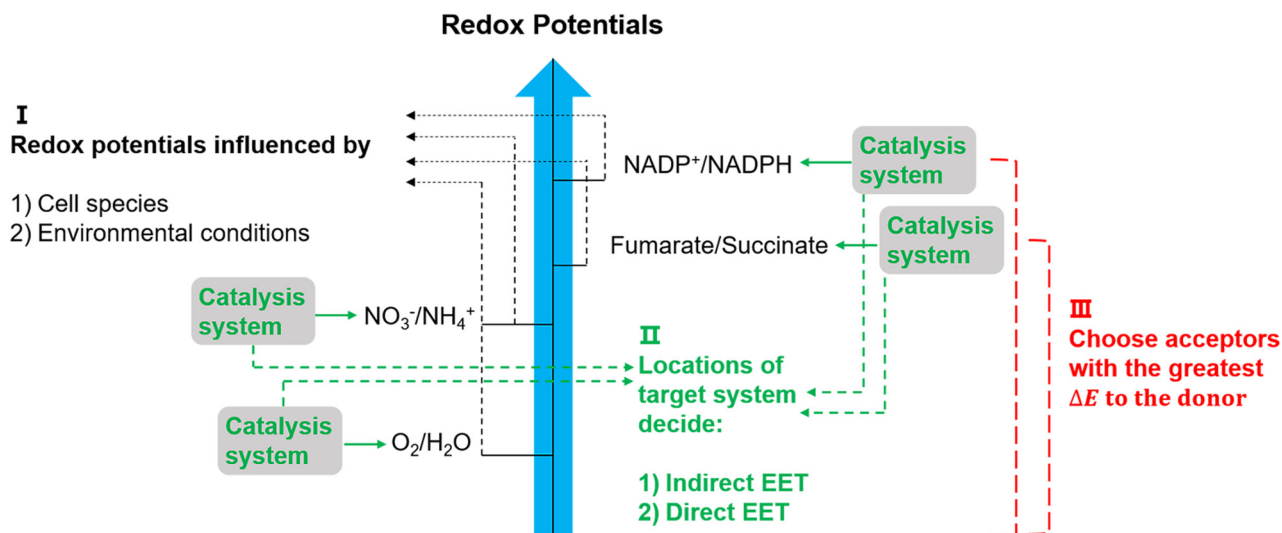 Redox Potentials
Ⅰ
Redox potentials influenced by
1) Cell species
2) Environmental conditions
NADP⁺/NADPH
Catalysis
system
Fumarate/Succinate
Catalysis
system
Catalysis
system
NO₃⁻/NH₄⁺
Catalysis
system
O₂/H₂O
Ⅱ
Locations of
target system
decide:
1) Indirect EET
2) Direct EET
Ⅲ
Choose acceptors
with the greatest
ΔE to the donor